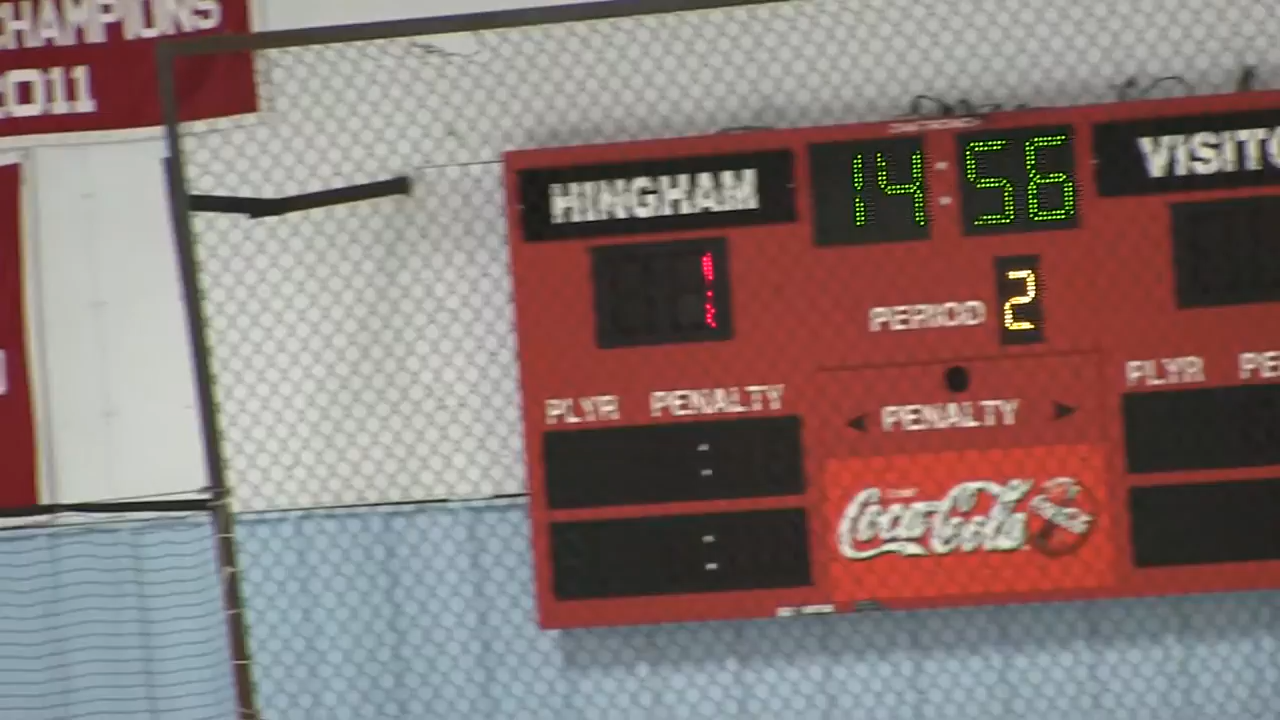 CHAMPIONS
2011
HINGHAM
14:56
VISITO
1
PERIOD 2
PLYR PENALTY
PENALTY
PLYR PE
Coca-Cola